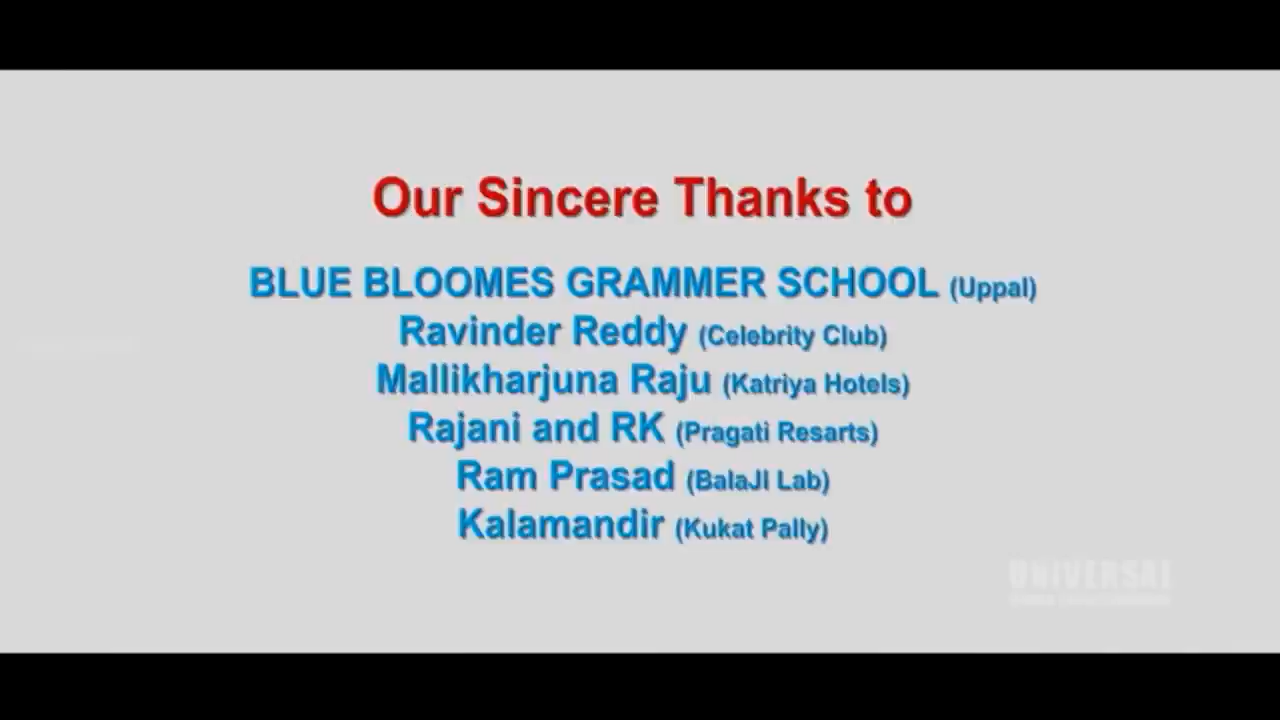 Our Sincere Thanks to
BLUE BLOOMES GRAMMER SCHOOL (Uppal)
Ravinder Reddy (Celebrity Club)
Mallikharjuna Raju (Katriya Hotels)
Rajani and RK (Pragati Resarts)
Ram Prasad (BalaJI Lab)
Kalamandir (Kukat Pally)
UNIVERSAL